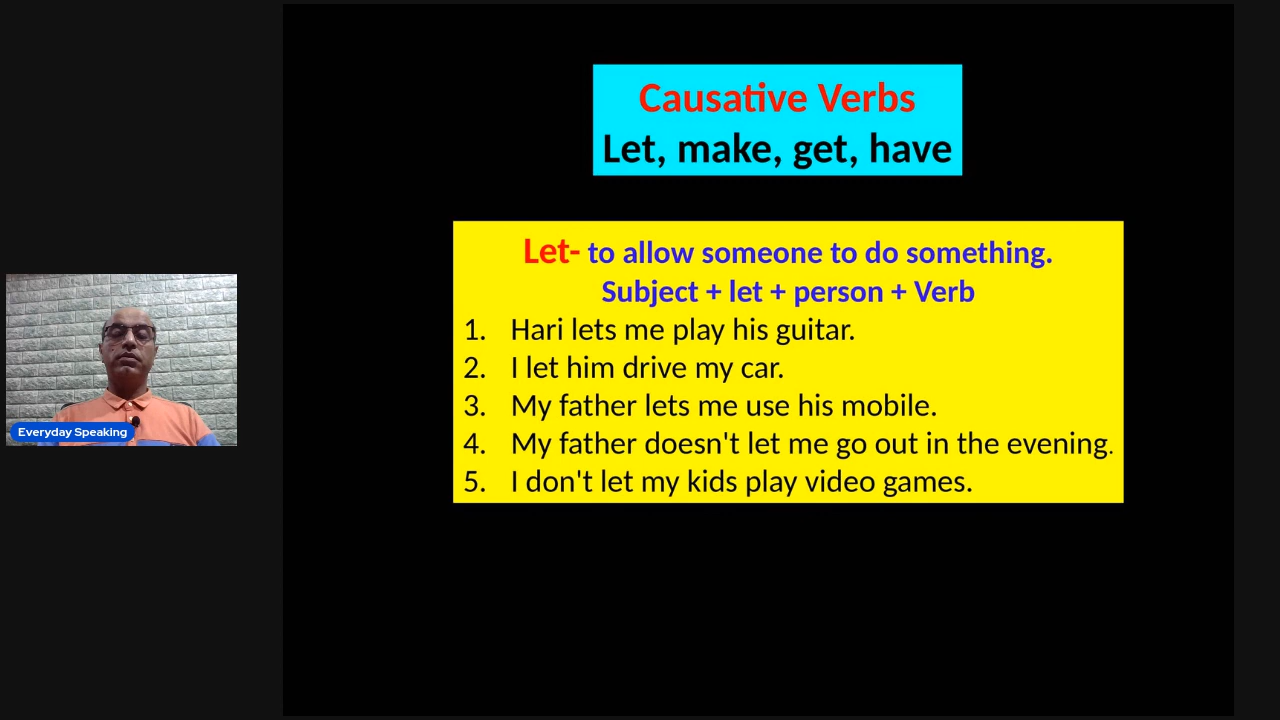 Causative Verbs
Let, make, get, have
Let- to allow someone to do something.
Subject + let + person + Verb
1. Hari lets me play his guitar.
2. I let him drive my car.
3. My father lets me use his mobile.
4. My father doesn't let me go out in the evening.
5. I don't let my kids play video games.
Everyday Speaking